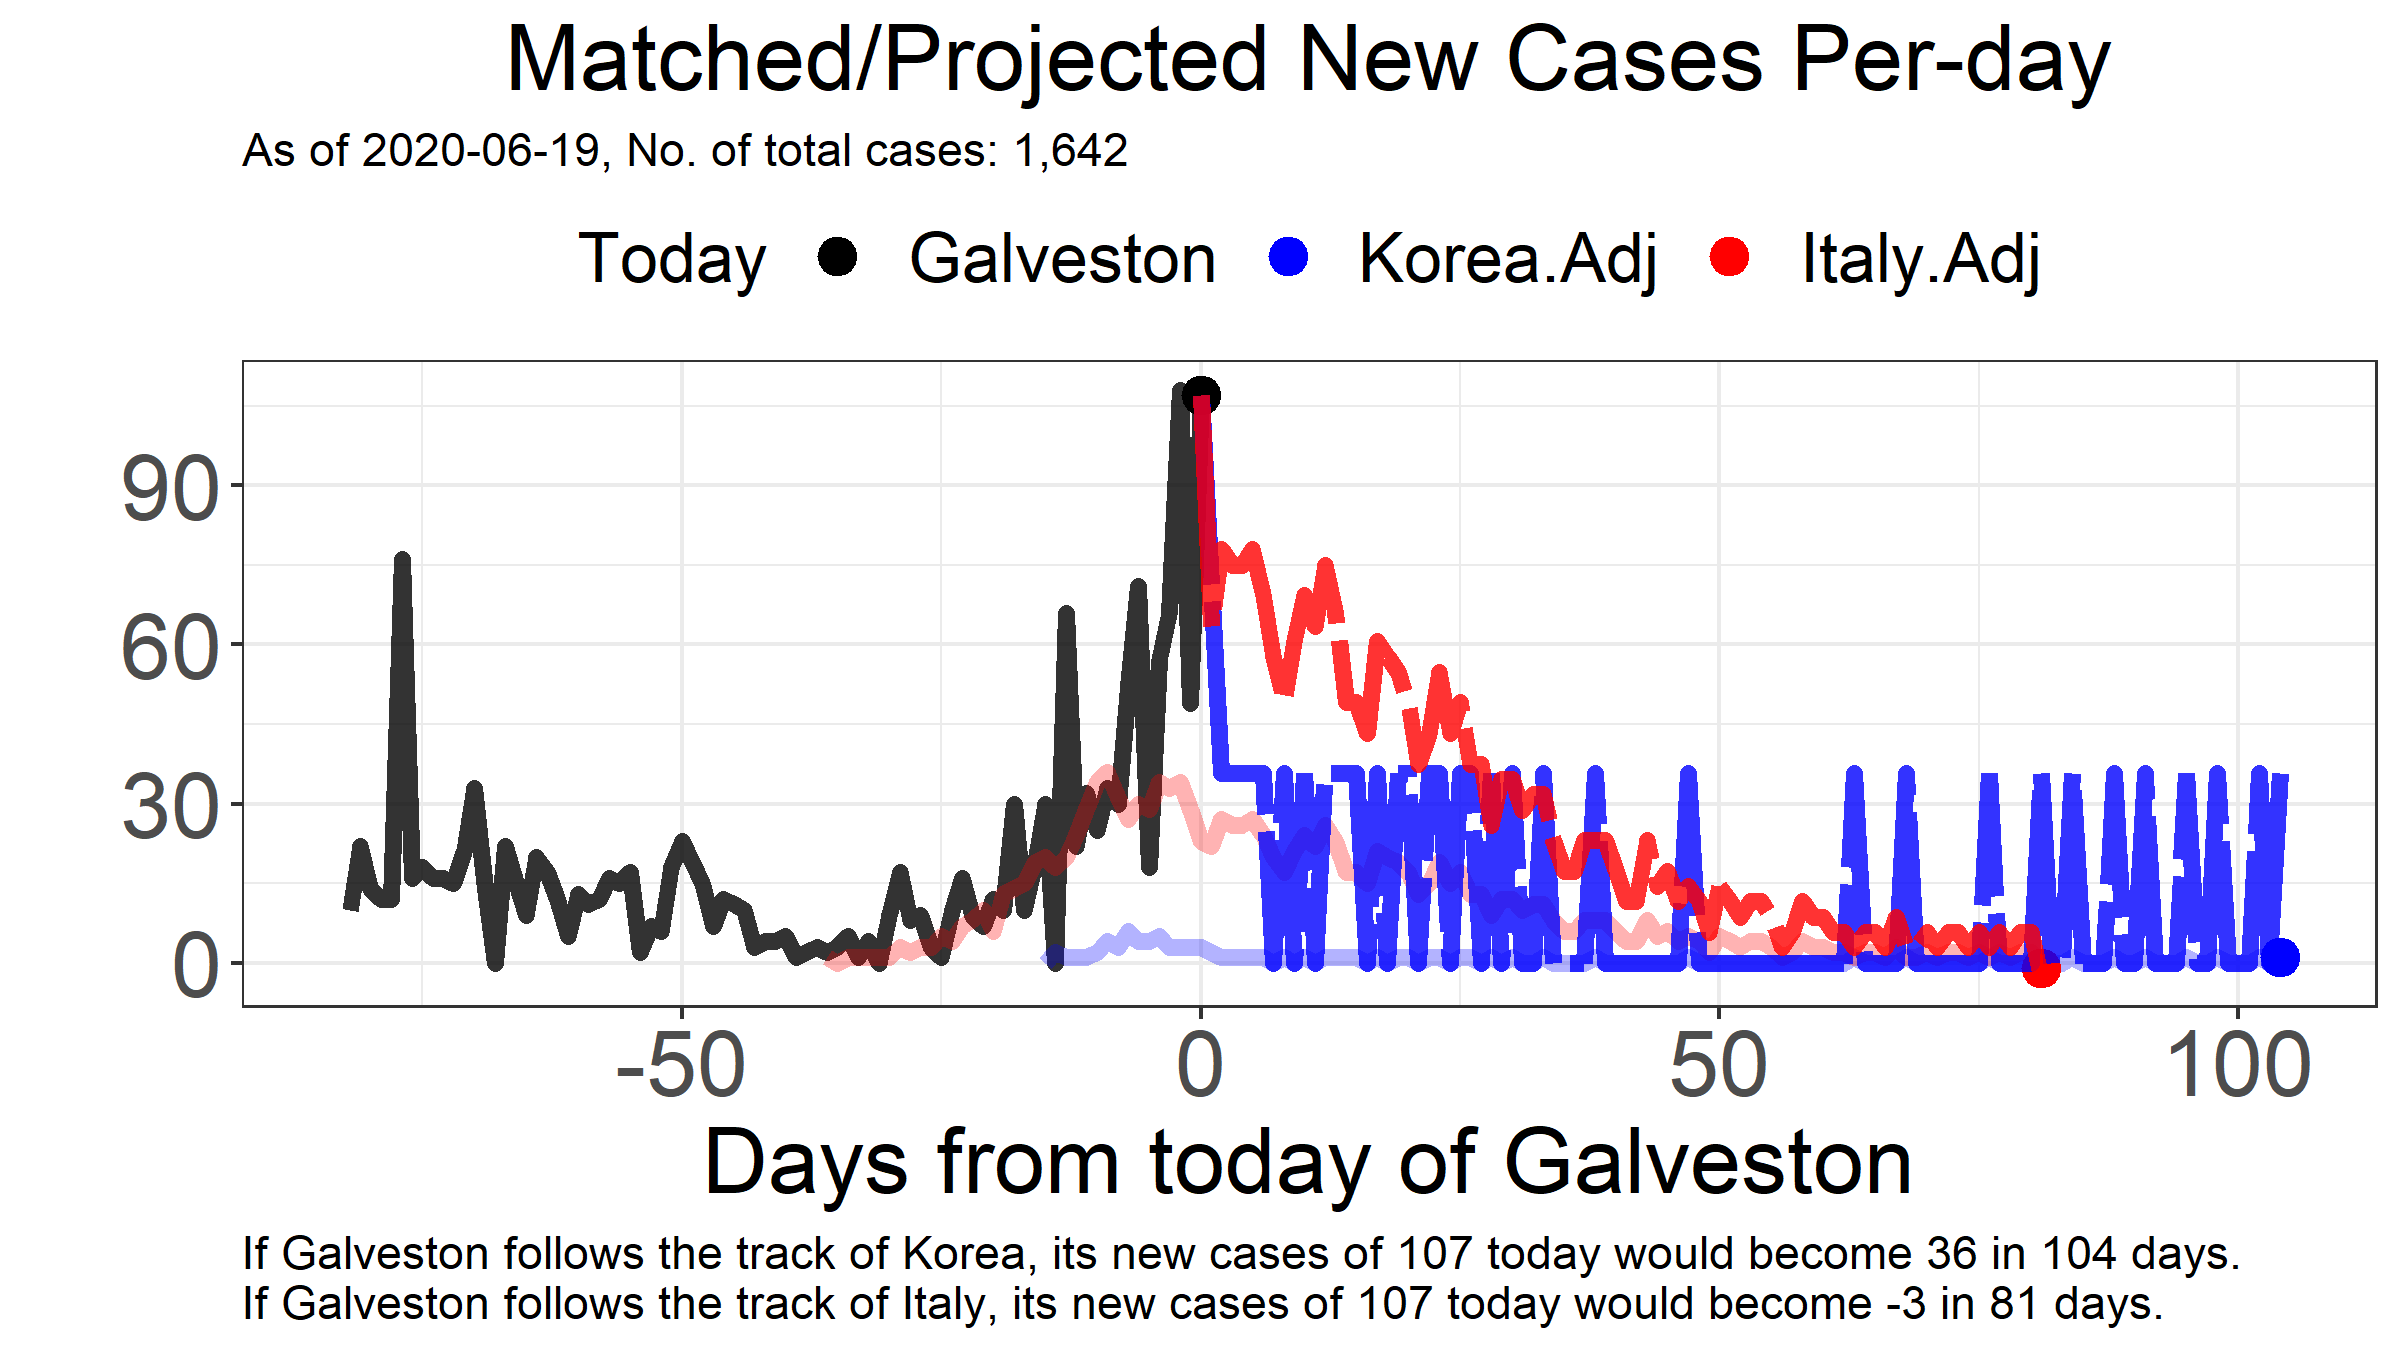 Matched/Projected New Cases Per-day
As of 2020-06-19, No. of total cases: 1,642
Today Galveston Korea.Adj Italy.Adj
90
60
30
0
-50 0 50 100
Days from today of Galveston
If Galveston follows the track of Korea, its new cases of 107 today would become 36 in 104 days.
If Galveston follows the track of Italy, its new cases of 107 today would become -3 in 81 days.